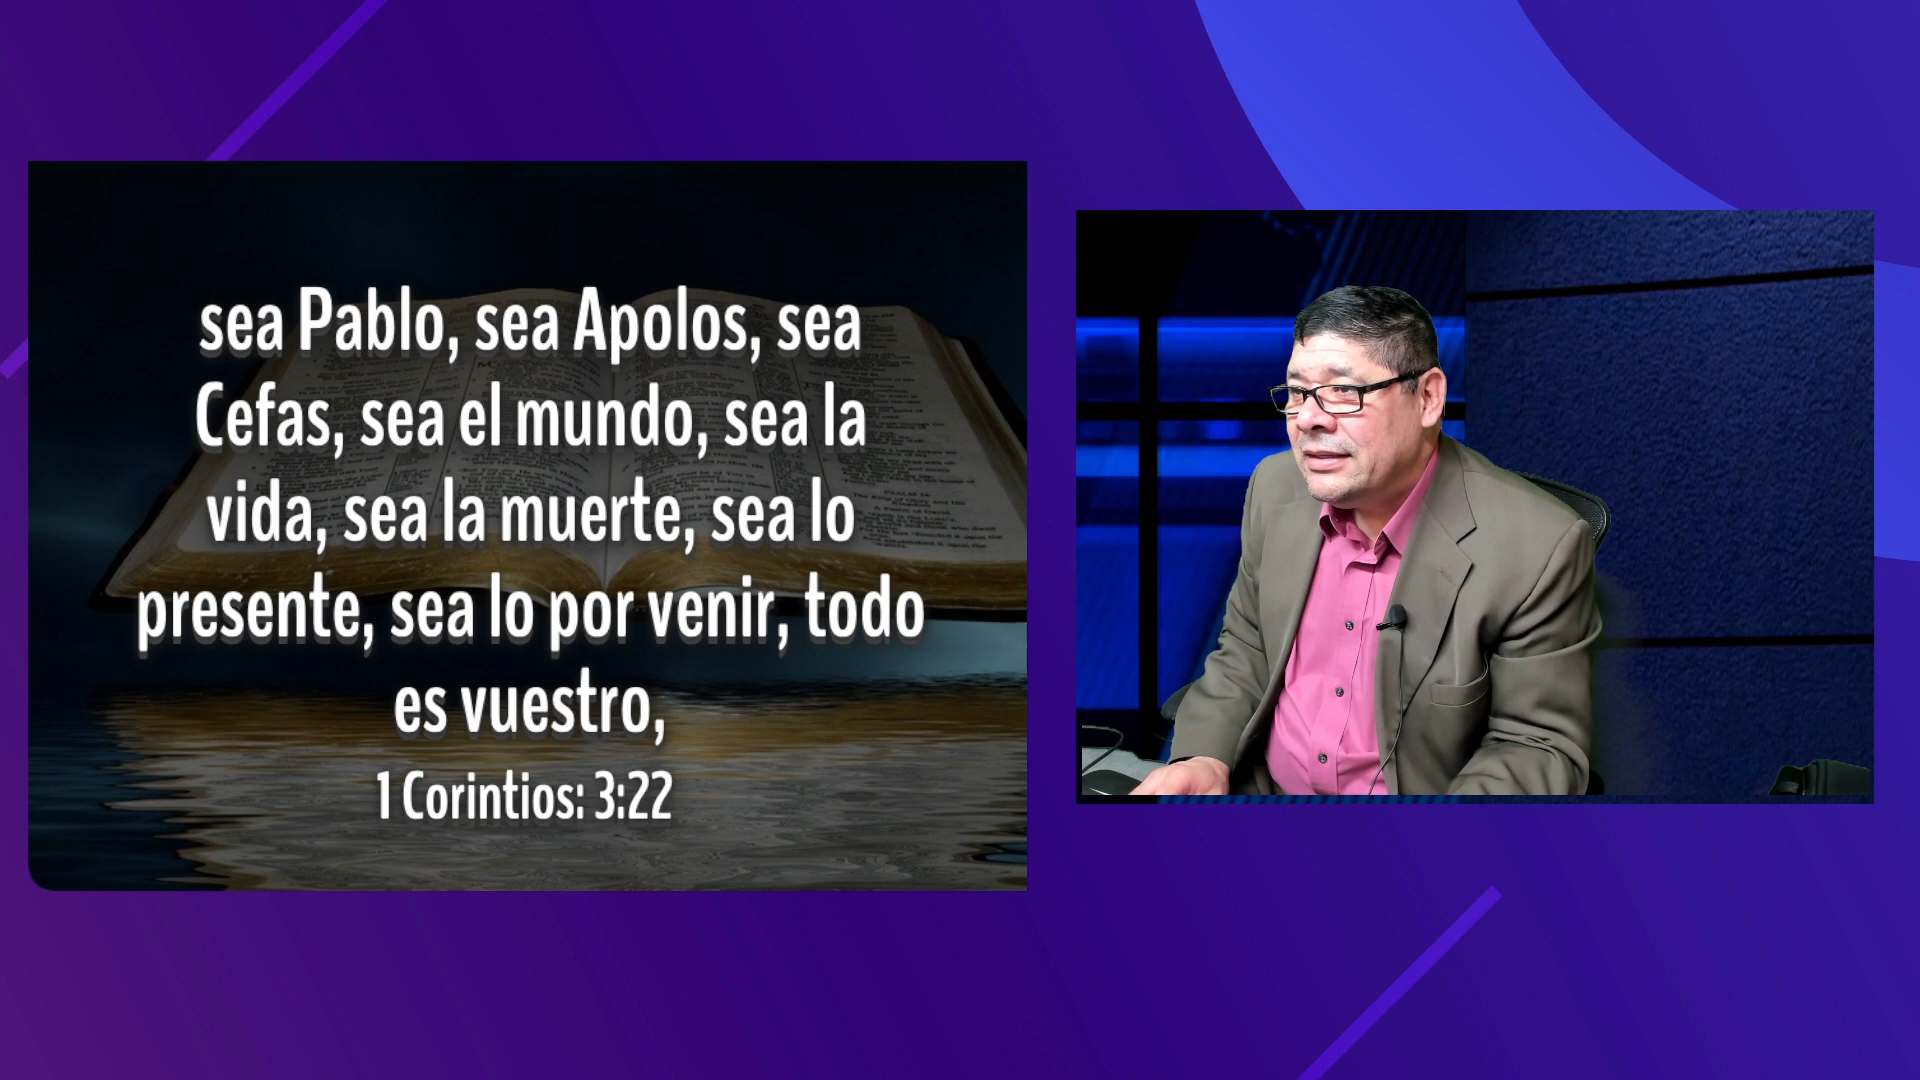 sea Pablo, sea Apolos, sea
Cefas, sea el mundo, sea la
vida, sea la muerte, sea lo
presente, sea lo por venir, todo
es vuestro,
1 Corintios: 3:22